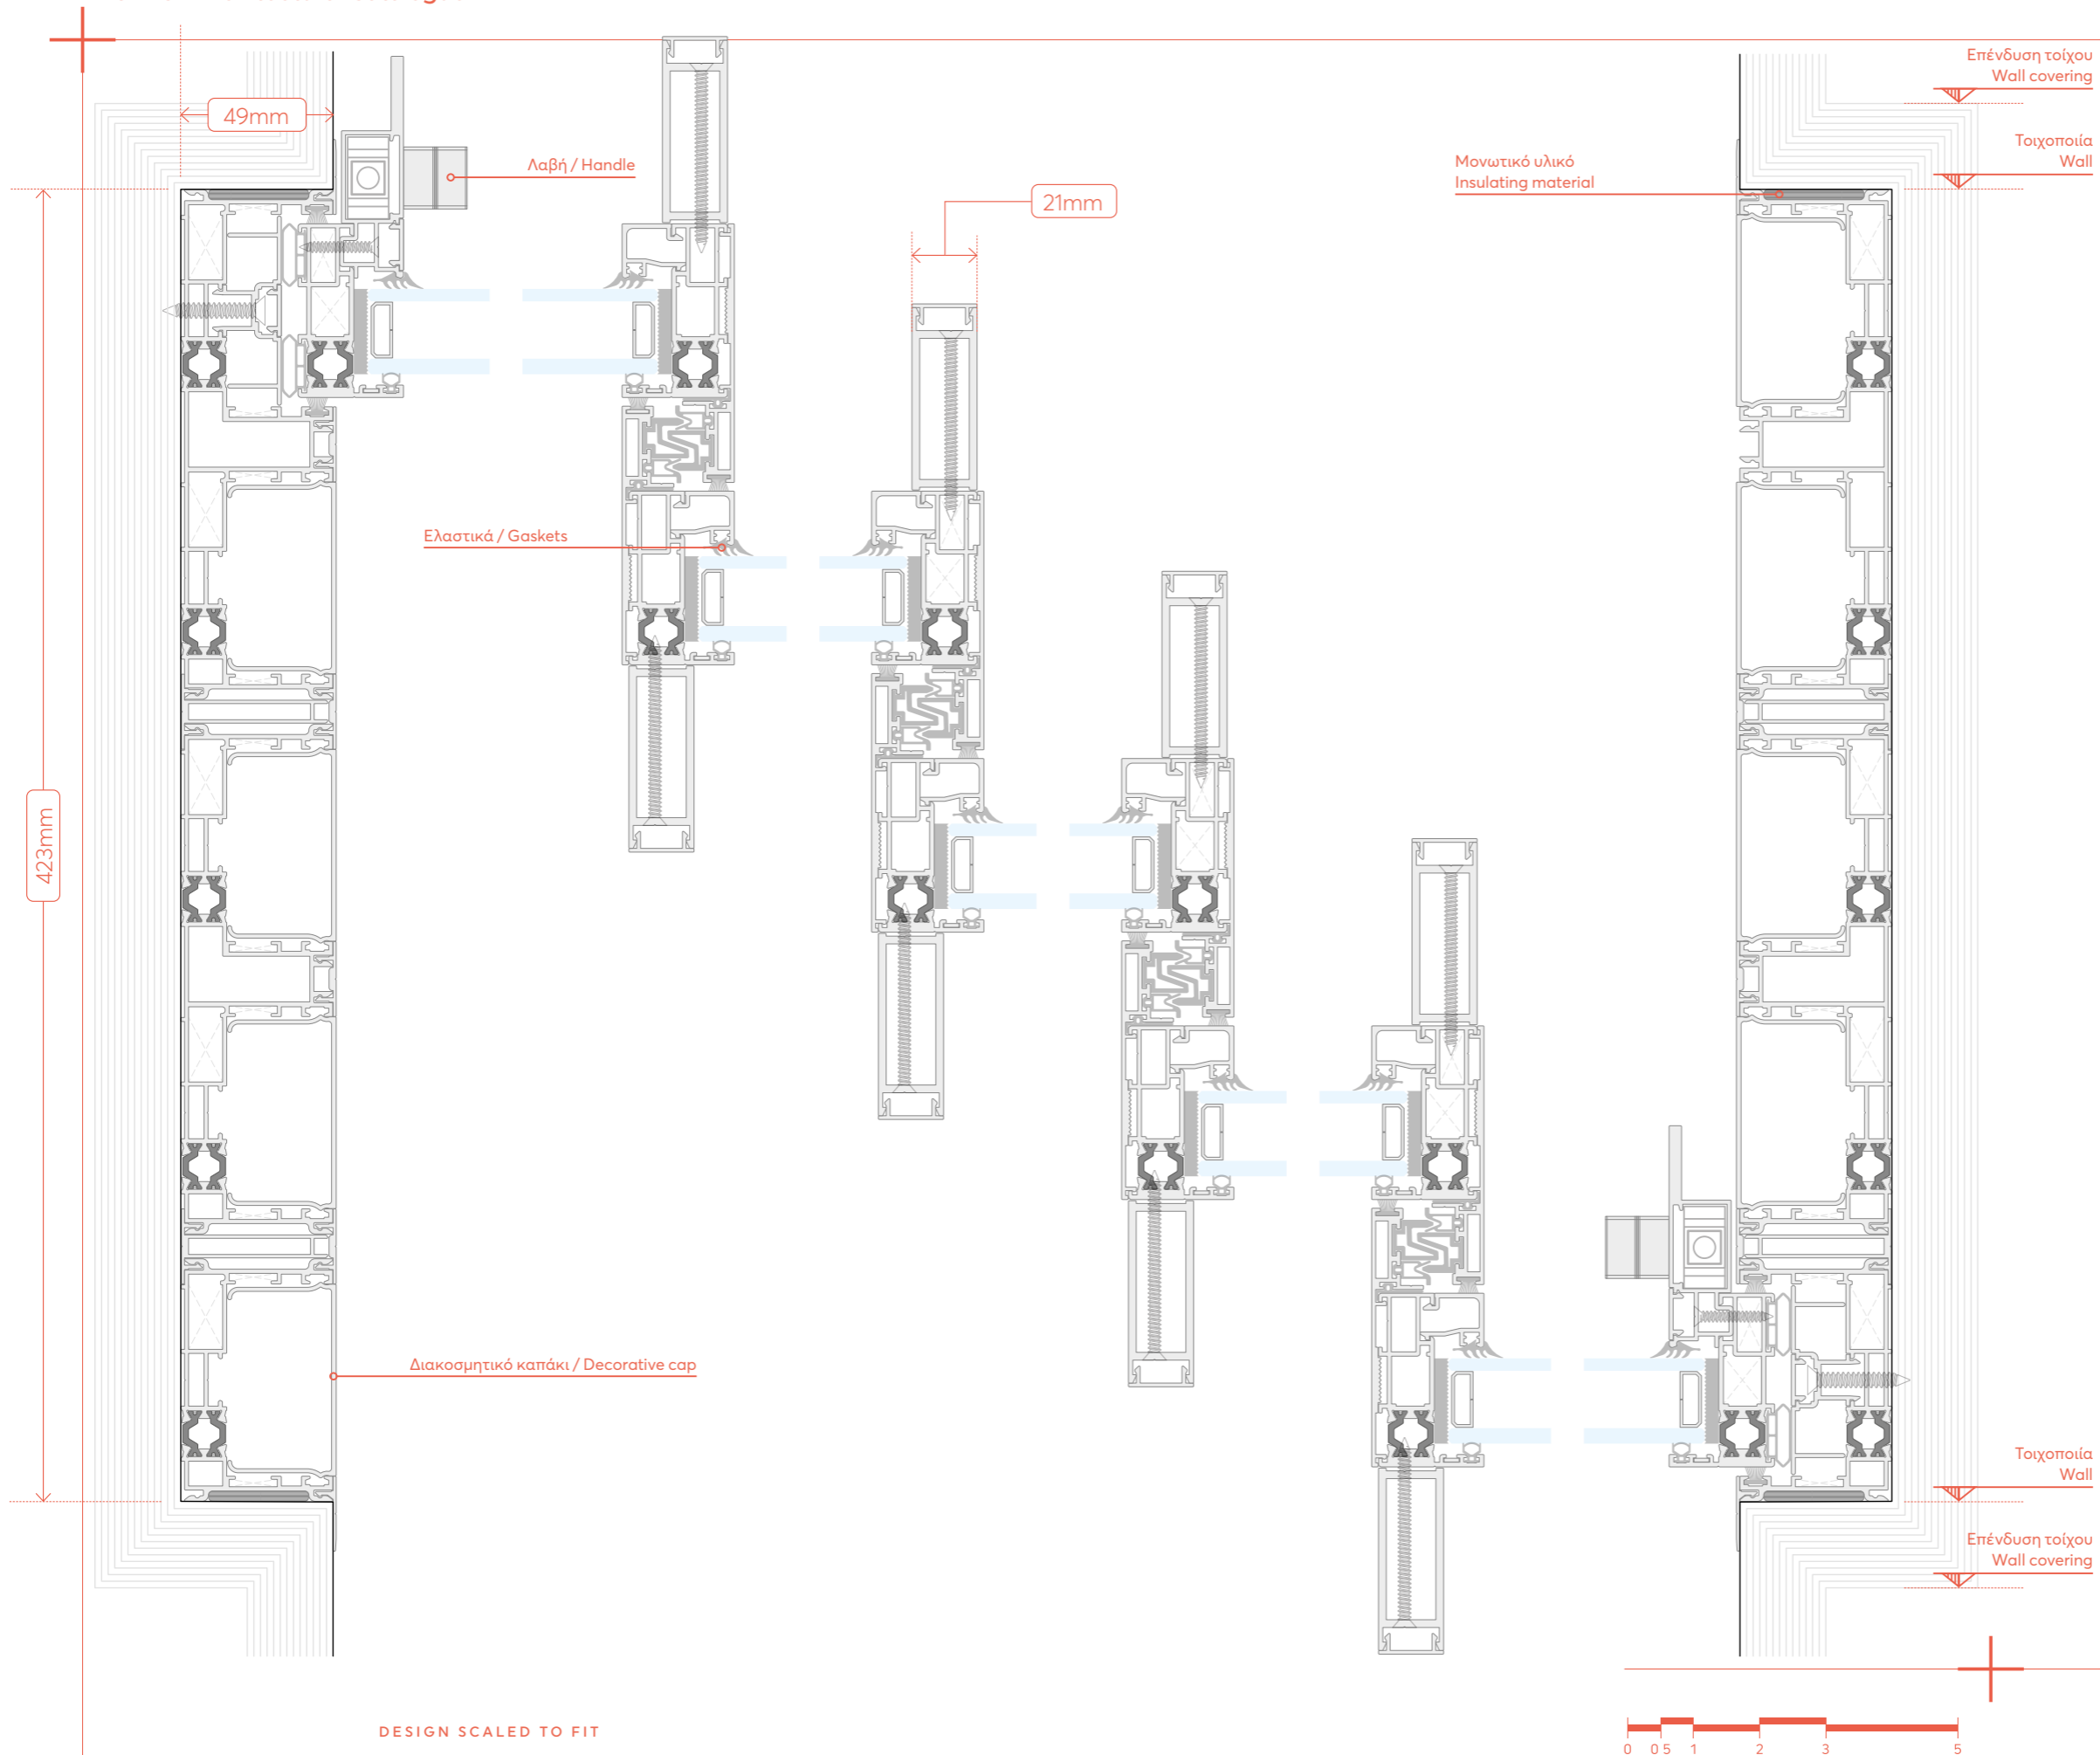 49mm
Λαβή / Handle
21mm
Μονωτικό υλικό
Insulating material
Επένδυση τοίχου
Wall covering
Τοιχοποιία
Wall
Ελαστικά / Gaskets
423mm
Διακοσμητικό καπάκι / Decorative cap
Τοιχοποιία
Wall
Επένδυση τοίχου
Wall covering
DESIGN SCALED TO FIT
0 0 5 1 2 3 5